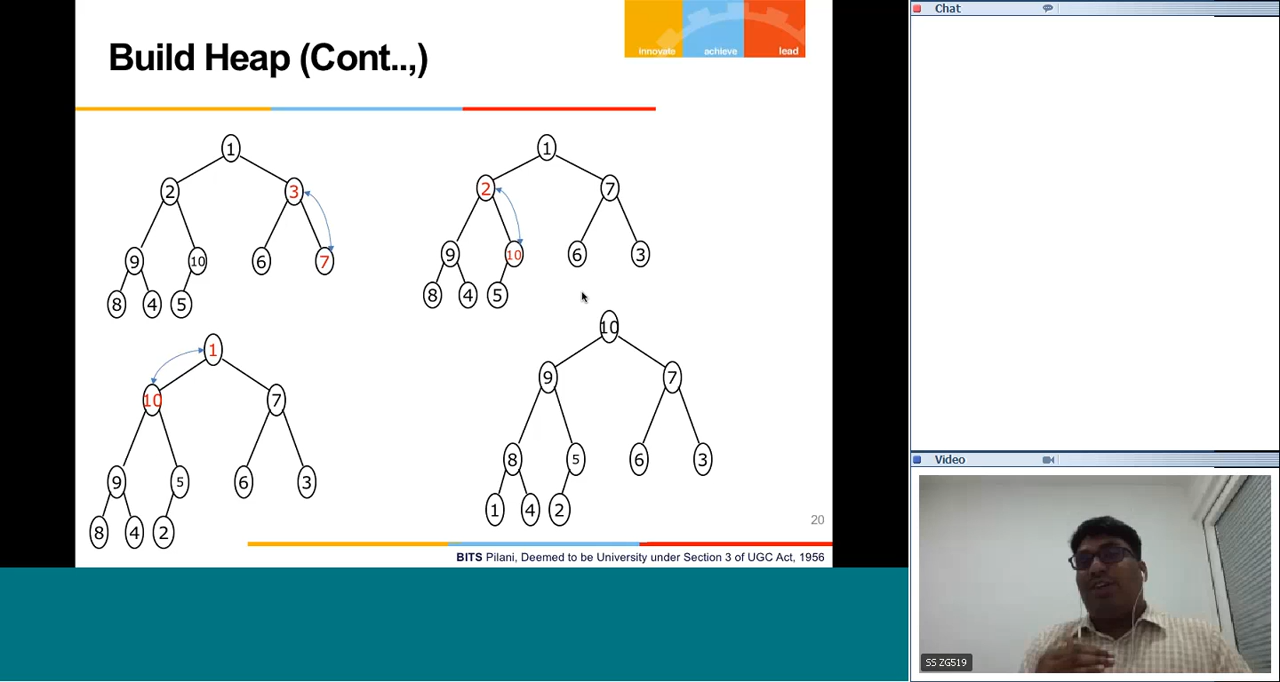 Build Heap (Cont..,)
innovate achieve lead
1
2 3
9 10 6 7
8 4 5
1
2 7
9 10 6 3
8 4 5
1
10 7
9 5 6 3
8 4 2
10
9 7
8 5 6 3
1 4 2
20
BITS Pilani, Deemed to be University under Section 3 of UGC Act, 1956
Chat
Video
SS ZG519